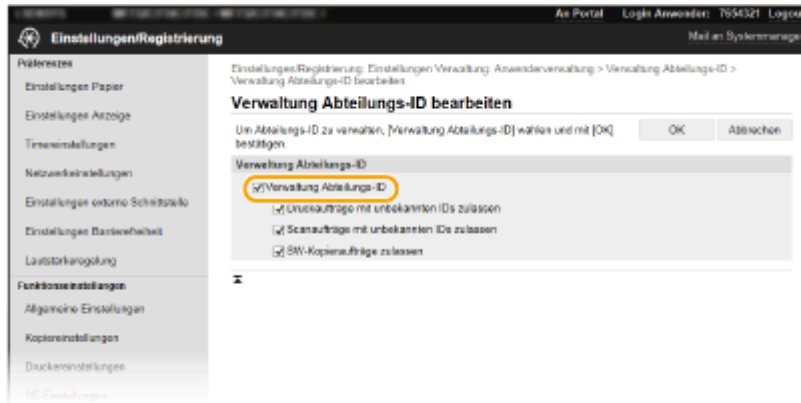 An Portal Login Anwender: 7654321 Logout
Einstellungen/Registrierung
Mail an Systemmanager
Präferenzen
Einstellungen Papier
Einstellungen Anzeige
Timereinstellungen
Netzwerkeinstellungen
Einstellungen externe Schnittstelle
Einstellungen Barrierefreiheit
Lautstärkeregelung
Funktionseinstellungen
Allgemeine Einstellungen
Kopiereinstellungen
Druckereinstellungen
Einstellungen/Registrierung: Einstellungen Verwaltung: Anwenderverwaltung > Verwaltung Abteilungs-ID >
Verwaltung Abteilungs-ID bearbeiten
Verwaltung Abteilungs-ID bearbeiten
Um Abteilungs-ID zu verwalten, [Verwaltung Abteilungs-ID] wählen und mit [OK]
bestätigen.
OK Abbrechen
Verwaltung Abteilungs-ID
Verwaltung Abteilungs-ID
Druckaufträge mit unbekannten IDs zulassen
Scanaufträge mit unbekannten IDs zulassen
SW-Kopieraufträge zulassen